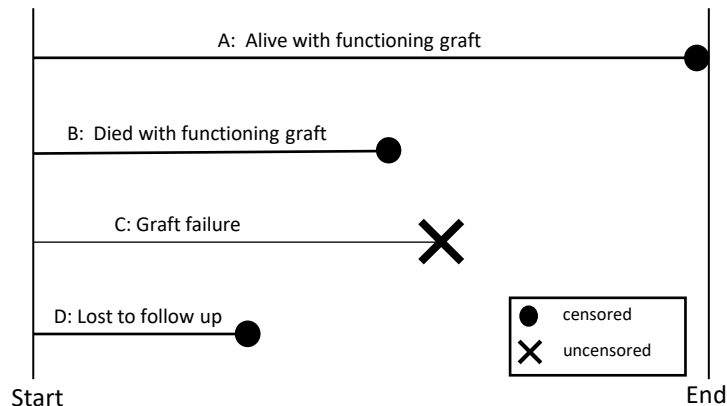 A: Alive with functioning graft
B: Died with functioning graft
C: Graft failure
D: Lost to follow up
censored
uncensored
Start
End